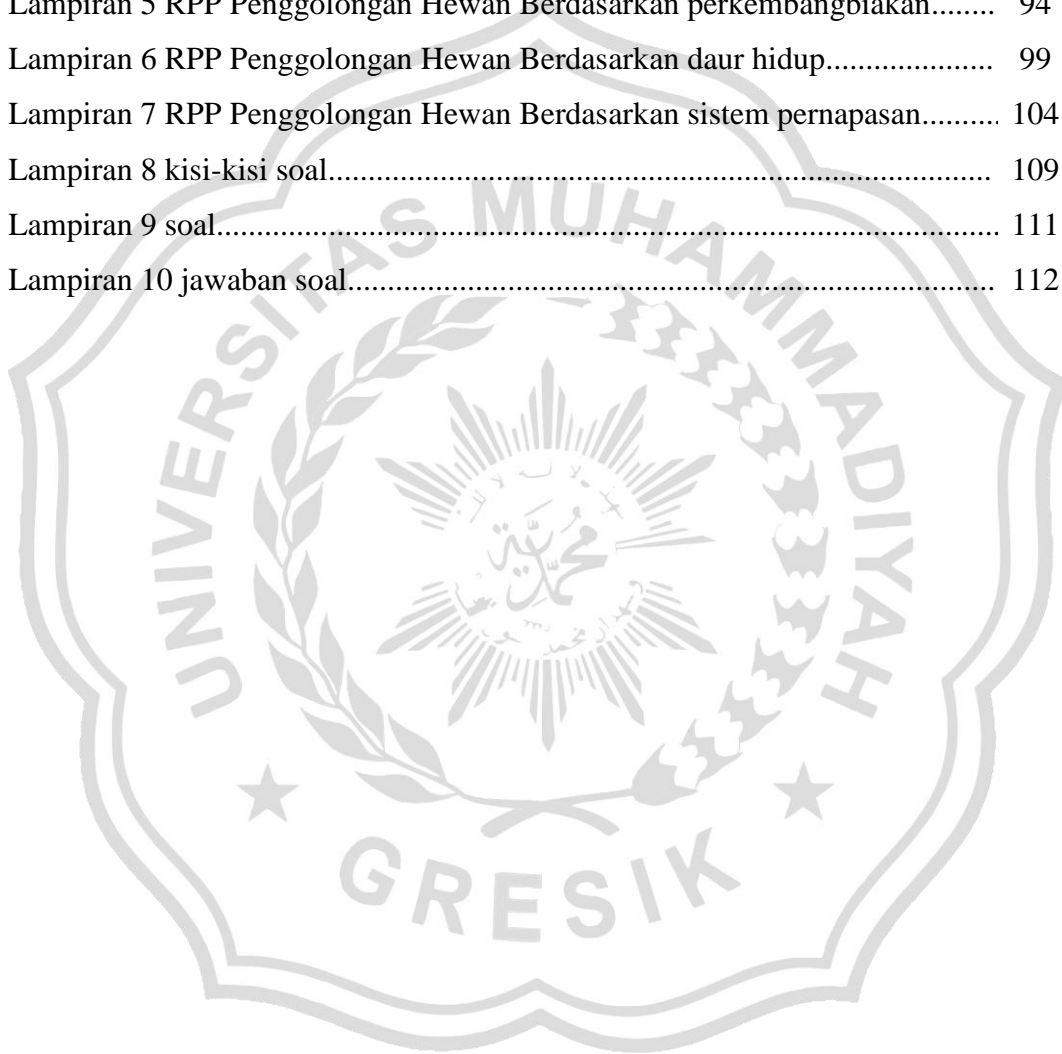 Lampiran 5 RPP Penggolongan Hewan Berdasarkan perkembangbiakan........ 94
Lampiran 6 RPP Penggolongan Hewan Berdasarkan daur hidup..................... 99
Lampiran 7 RPP Penggolongan Hewan Berdasarkan sistem pernapasan.......... 104
Lampiran 8 kisi-kisi soal................................................................................... 109
Lampiran 9 soal.................................................................................................. 111
Lampiran 10 jawaban soal................................................................................. 112
UNIVERSITAS MUHAMMADIYAH
محمدية
GRESIK